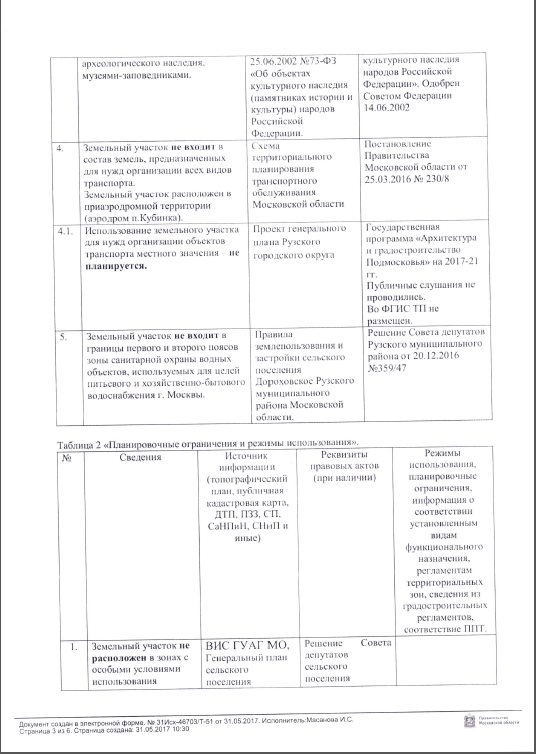 археологического наследия,
музеями-заповедниками.
25.06.2002 №73-ФЗ
«Об объектах
культурного наследия
(памятниках истории и
культуры) народов
Российской
Федерации.
культурного наследия
народов Российской
Федерации». Одобрен
Советом Федерации
14.06.2002
4.
Земельный участок не входит в
состав земель, предназначенных
для нужд организации всех видов
транспорта.
Земельный участок расположен в
приаэродромной территории
(аэродром п.Кубинка).
Схема
территориального
планирования
транспортного
обслуживания
Московской области
Постановление
Правительства
Московской области от
25.03.2016 № 230/8
4.1.
Использование земельного участка
для нужд организации объектов
транспорта местного значения – не
планируется.
Проект генерального
плана Рузского
городского округа
Государственная
программа «Архитектура
и градостроительство
Подмосковья» на 2017-21
гг.
Публичные слушания не
проводились.
Во ФГИС ТП не
размещен.
5.
Земельный участок не входит в
границы первого и второго поясов
зоны санитарной охраны водных
объектов, используемых для целей
питьевого и хозяйственно-бытового
водоснабжения г. Москвы.
Правила
землепользования и
застройки сельского
поселения
Дороховское Рузского
муниципального
района Московской
области.
Решение Совета депутатов
Рузского муниципального
района от 20.12.2016
№359/47
Таблица 2 «Планировочные ограничения и режимы использования».
№
Сведения
Источник
информации
(топографический
план, публичная
кадастровая карта,
ДТП, ПЗЗ, СП,
СаНПиН, СНиП и
иные)
Реквизиты
правовых актов
(при наличии)
Режимы
использования,
планировочные
ограничения,
информация о
соответствии
установленным
видам
функционального
назначения,
регламентам
территориальных
зон, сведения из
градостроительных
регламентов,
соответствие ППТ.
1.
Земельный участок не
расположен в зонах с
особыми условиями
использования
ВИС ГУАГ МО,
Генеральный план
сельского
поселения
Решение Совета
депутатов
сельского
поселения
Документ создан в электронной форме. № 31Исх-46703/Т-51 от 31.05.2017. Исполнитель:Масанова И.С.
Страница 3 из 6. Страница создана: 31.05.2017 10:39
Правительство
Московской области